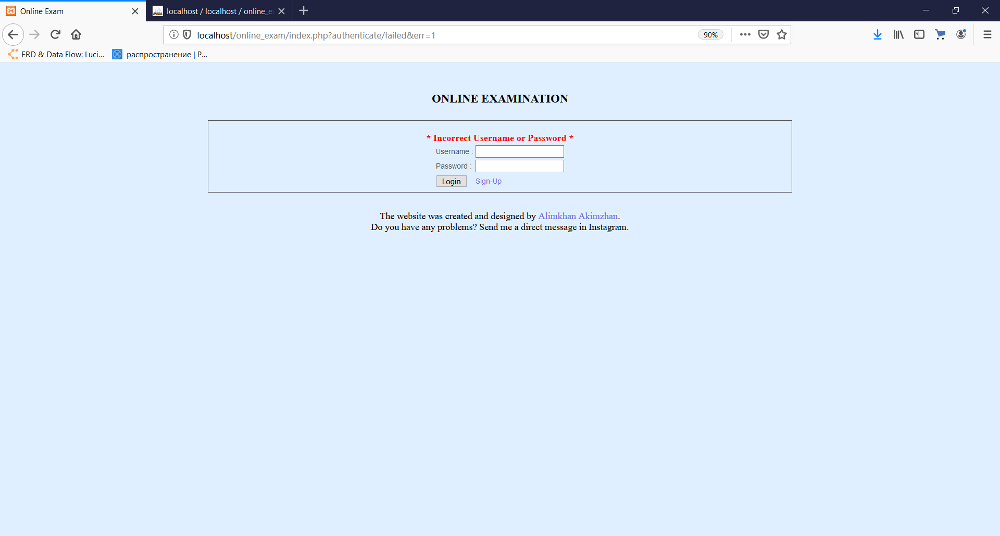 Online Exam
localhost / localhost / online_e
localhost/online_exam/index.php?authenticate/failed&err=1
90%
ERD & Data Flow: Luci...
распространение | Р...
ONLINE EXAMINATION
* Incorrect Username or Password *
Username :
Password :
Login Sign-Up
The website was created and designed by Alimkhan Akimzhan.
Do you have any problems? Send me a direct message in Instagram.